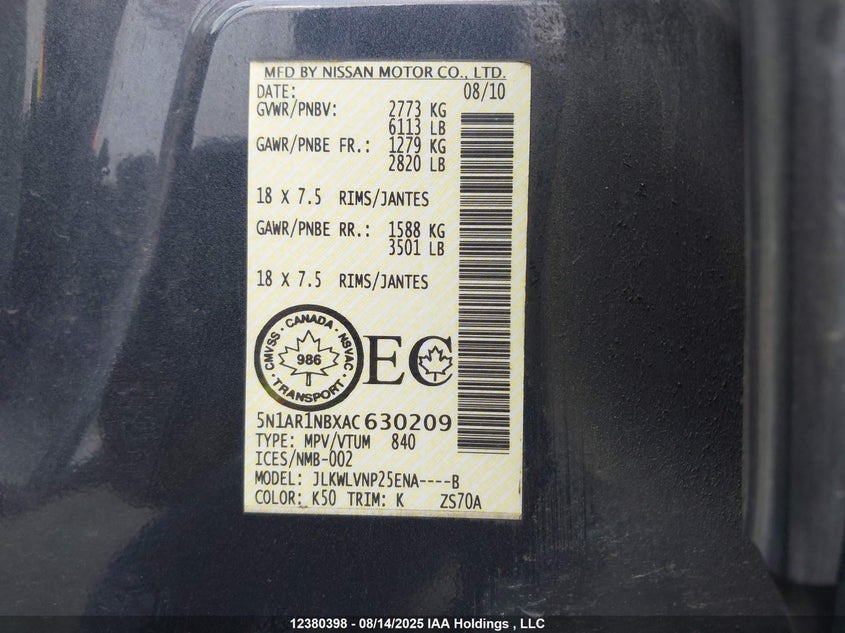 MFD BY NISSAN MOTOR CO., LTD.
DATE: 08/10
GVWR/PNBV: 2773 KG
6113 LB
GAWR/PNBE FR.: 1279 KG
2820 LB
18 X 7.5 RIMS/JANTES
GAWR/PNBE RR.: 1588 KG
3501 LB
18 X 7.5 RIMS/JANTES
CMVSS · CANADA · NSVAC · TRANSPORT ·
986
EC
5N1AR1NBXAC630209
TYPE: MPV/VTUM 840
ICES/NMB-002
MODEL: JLKWLVNP25ENA----B
COLOR: K50 TRIM: K ZS70A
12380398 - 08/14/2025 IAA Holdings , LLC